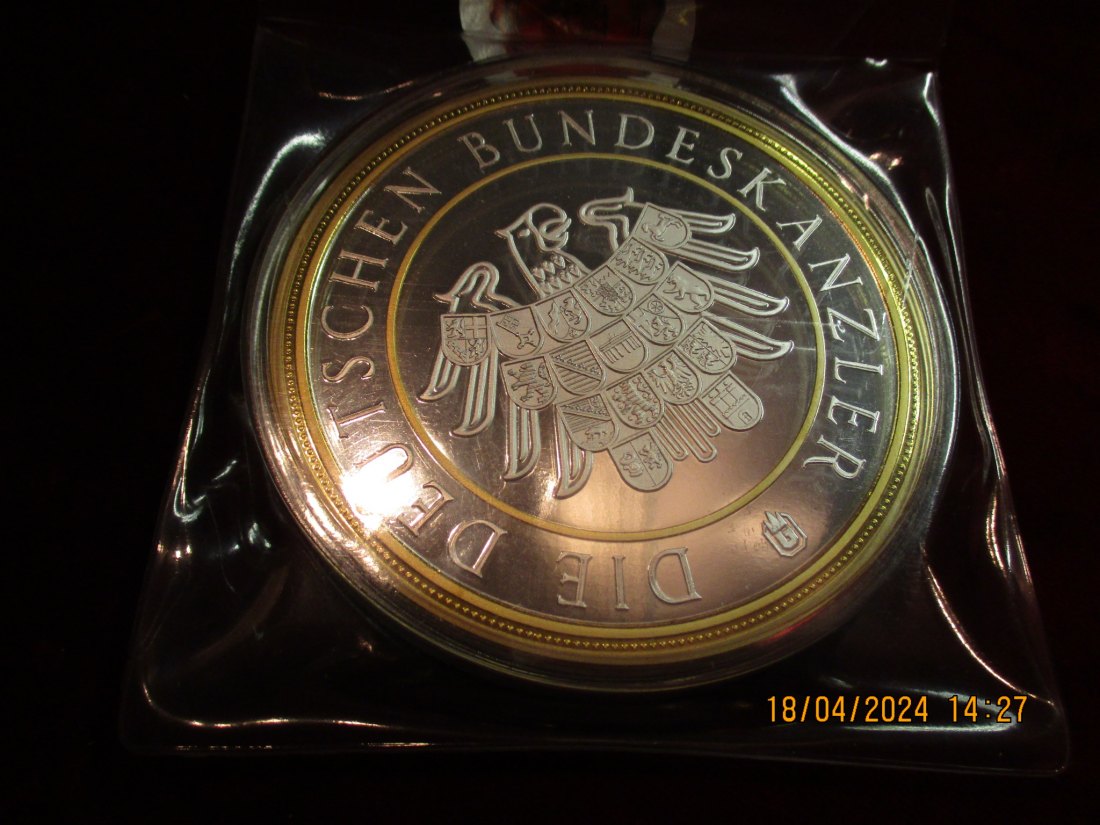 DIE DEUTSCHEN BUNDESKANZLER
18/04/2024 14:27